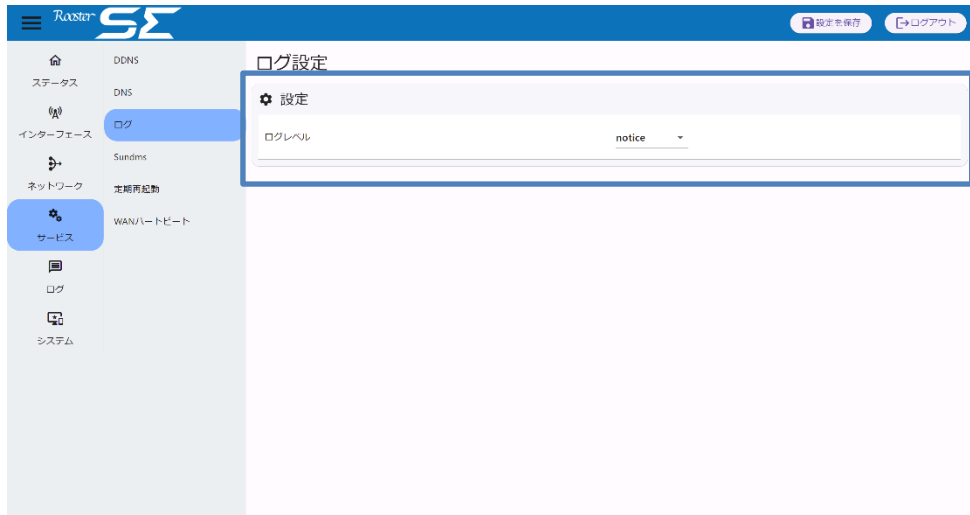 Rooster SE
設定を保存
ログアウト
ステータス
インターフェース
ネットワーク
サービス
ログ
システム
DDNS
DNS
ログ
Sundms
定期再起動
WANハートビート
ログ設定
設定
ログレベル notice